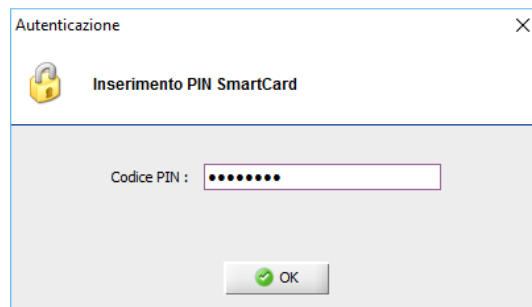 Autenticazione
Inserimento PIN SmartCard
Codice PIN : ••••••••
OK